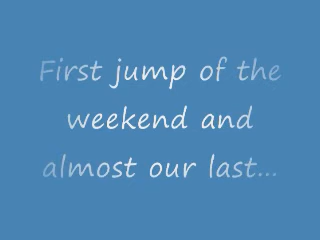 First jump of the
weekend and
almost our last...